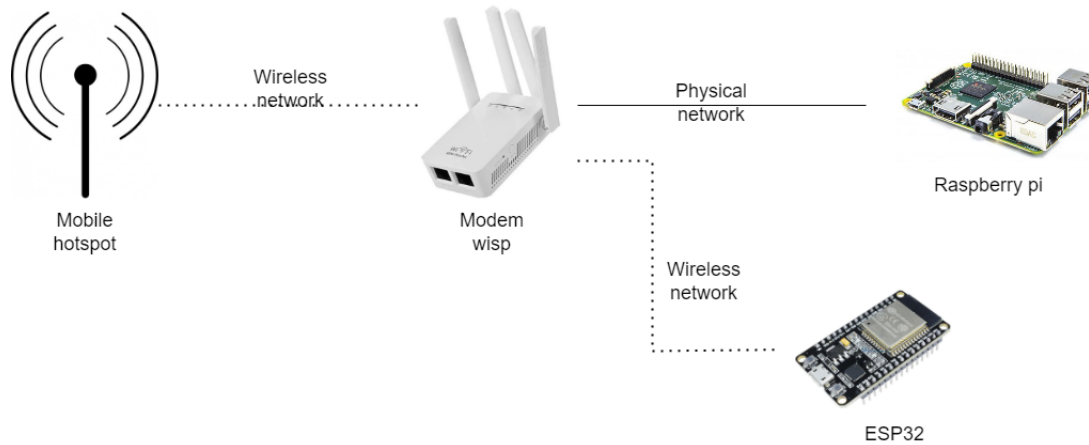 Wireless
network
Physical
network
Raspberry pi
Mobile
hotspot
Modem
wisp
Wireless
network
ESP32